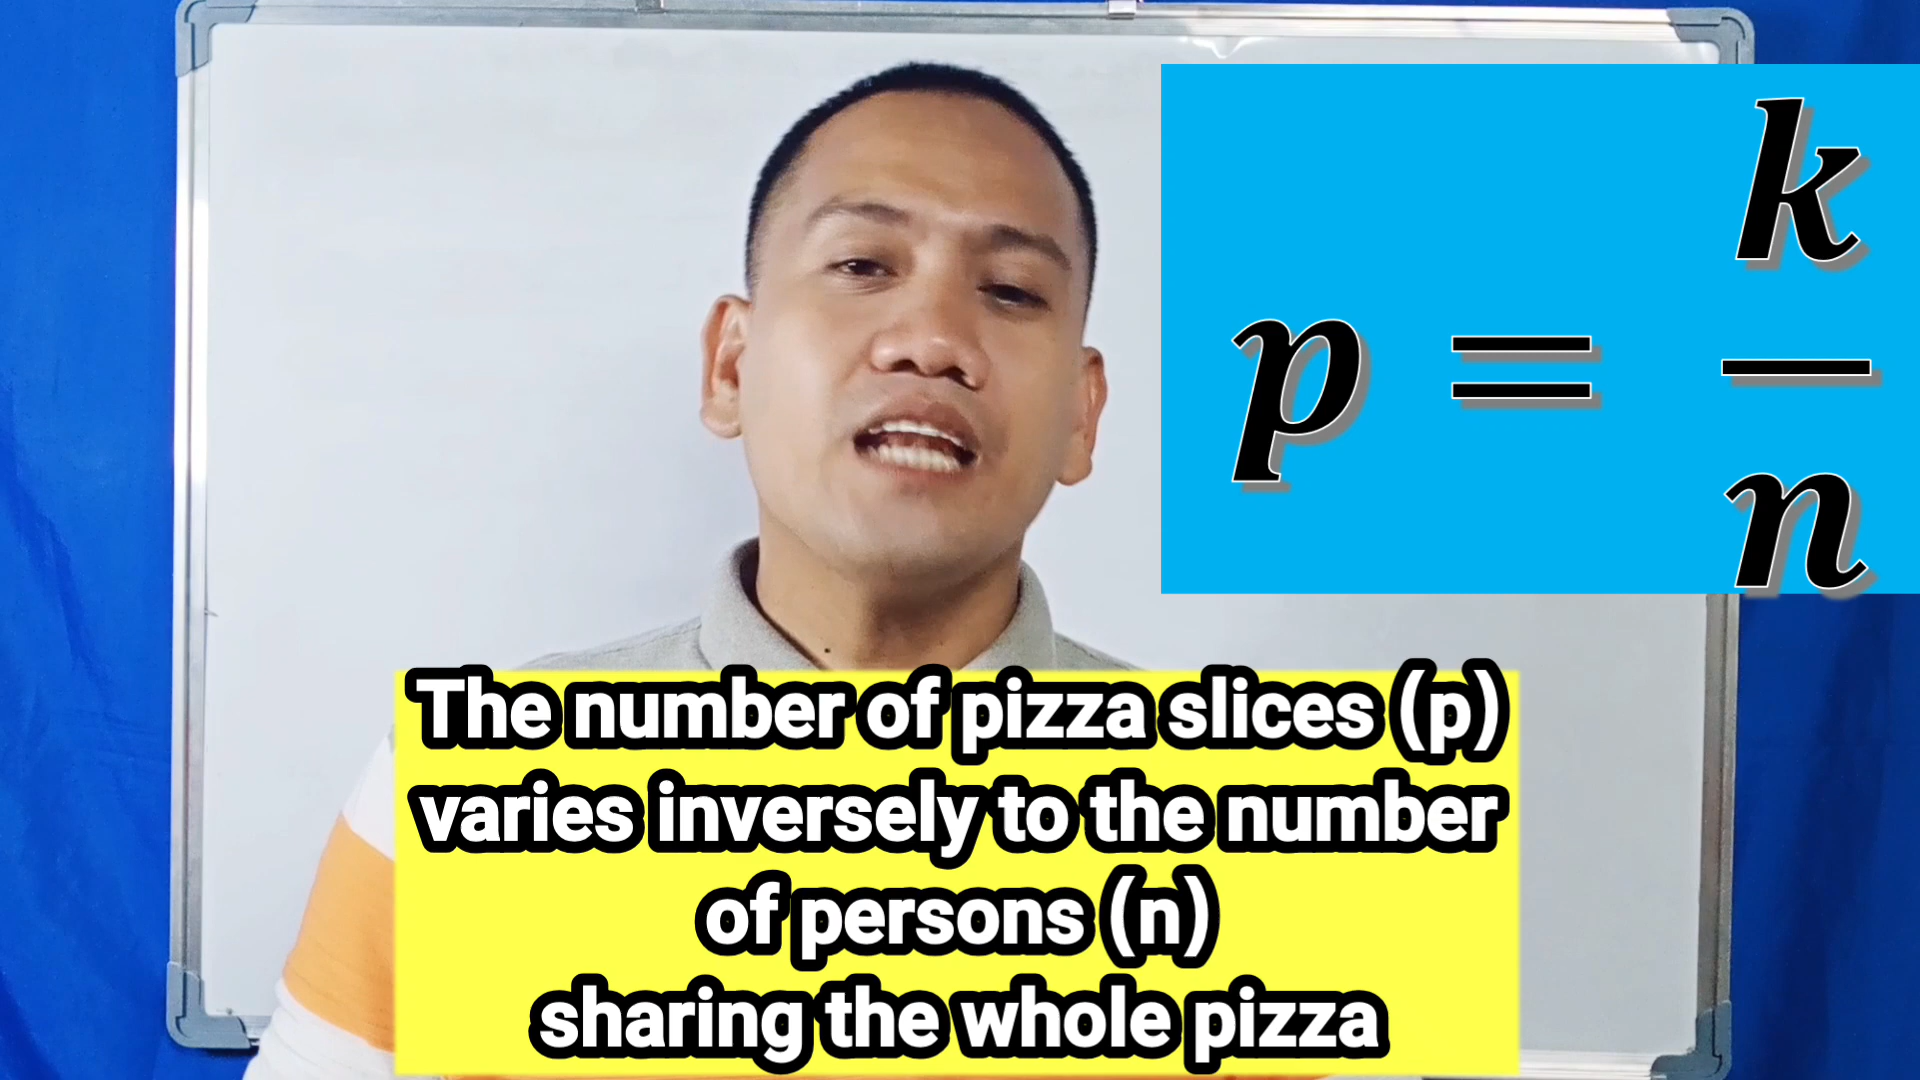 p = k/n
The number of pizza slices (p)
varies inversely to the number
of persons (n)
sharing the whole pizza